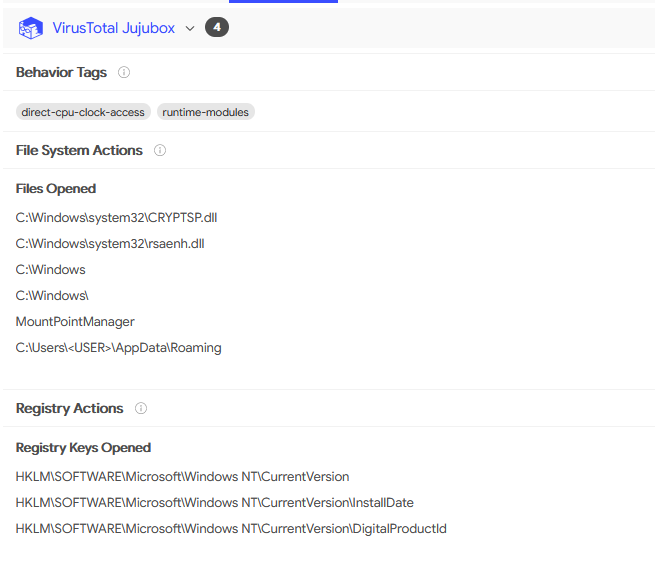 VirusTotal Jujubox 4
Behavior Tags
direct-cpu-clock-access runtime-modules
File System Actions
Files Opened
C:\Windows\system32\CRYPTSP.dll
C:\Windows\system32\rsaenh.dll
C:\Windows
C:\Windows\
MountPointManager
C:\Users\<USER>\AppData\Roaming
Registry Actions
Registry Keys Opened
HKLM\SOFTWARE\Microsoft\Windows NT\CurrentVersion
HKLM\SOFTWARE\Microsoft\Windows NT\CurrentVersion\InstallDate
HKLM\SOFTWARE\Microsoft\Windows NT\CurrentVersion\DigitalProductId